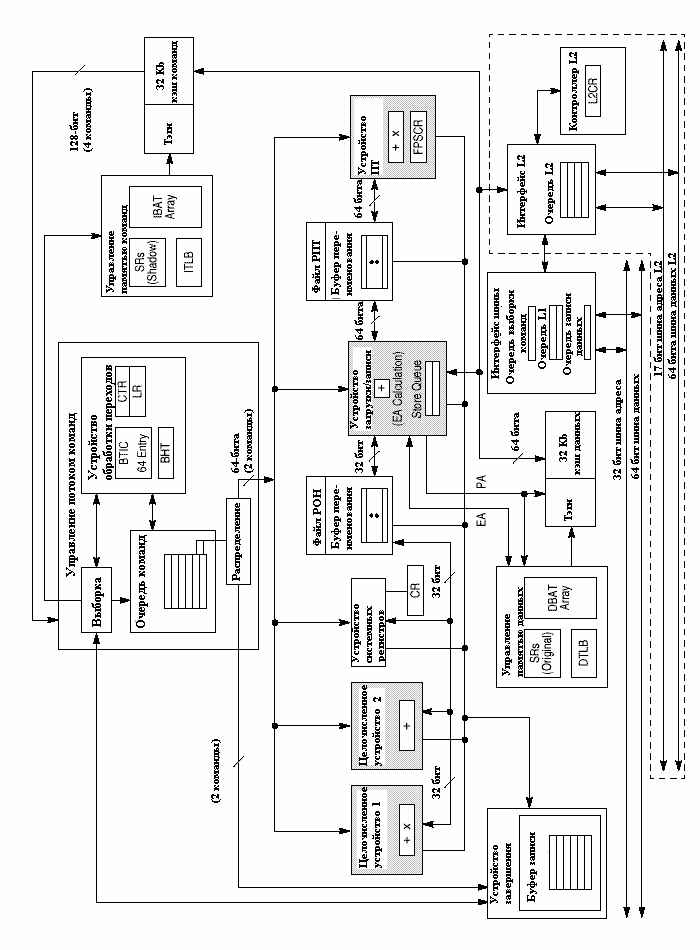 Управление потоком команд
Выборка
Очередь команд
Устройство
обработки переходов
BTIC
64 Entry
CTR
LR
BHT
Распределение
64-бита
(2 команды)
(2 команды)
Управление
памятью команд
SRs
(Shadow)
IBAT
Array
ITLB
128-бит
(4 команды)
Тэги
32 Kb
кэш команд
Целочисленное
устройство 1
+ x
Целочисленное
устройство 2
+
32 бит
Устройство
системных
регистров
CR
32 бит
Файл РОН
Буфер пере-
именования
32 бит
Устройство
загрузки/записи
+
(EA Calculation)
Store Queue
64 бита
Файл РПТ
Буфер пере-
именования
64 бита
Устройство
ПТ
+ x
FPSCR
EA
PA
Устройство
завершения
Буфер записи
Управление
памятью данных
SRs
(Original)
DBAT
Array
DTLB
Тэги
32 Kb
кэш данных
64 бит
Интерфейс шины
Очередь выборки
команд
Очередь L1
Очередь записи
данных
Интерфейс L2
Очередь L2
Контроллер L2
L2CR
32 бит шина адреса
64 бит шина данных
17 бит шина адреса L2
64 бита шина данных L2